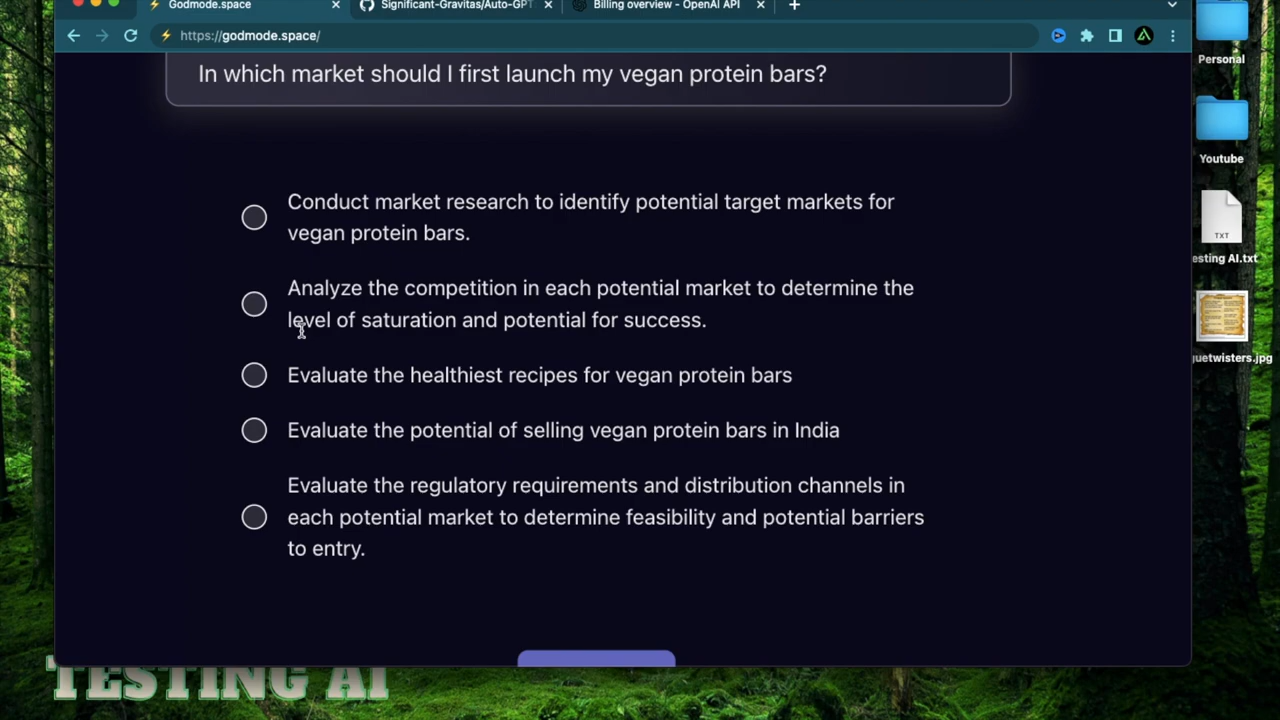 Godmode.space
Significant-Gravitas/Auto-GPT
Billing overview - OpenAI API
https://godmode.space/
In which market should I first launch my vegan protein bars?
Conduct market research to identify potential target markets for
vegan protein bars.
Analyze the competition in each potential market to determine the
level of saturation and potential for success.
Evaluate the healthiest recipes for vegan protein bars
Evaluate the potential of selling vegan protein bars in India
Evaluate the regulatory requirements and distribution channels in
each potential market to determine feasibility and potential barriers
to entry.
Personal
Youtube
TXT
esting AI.txt
guetwisters.jpg
TESTING AI